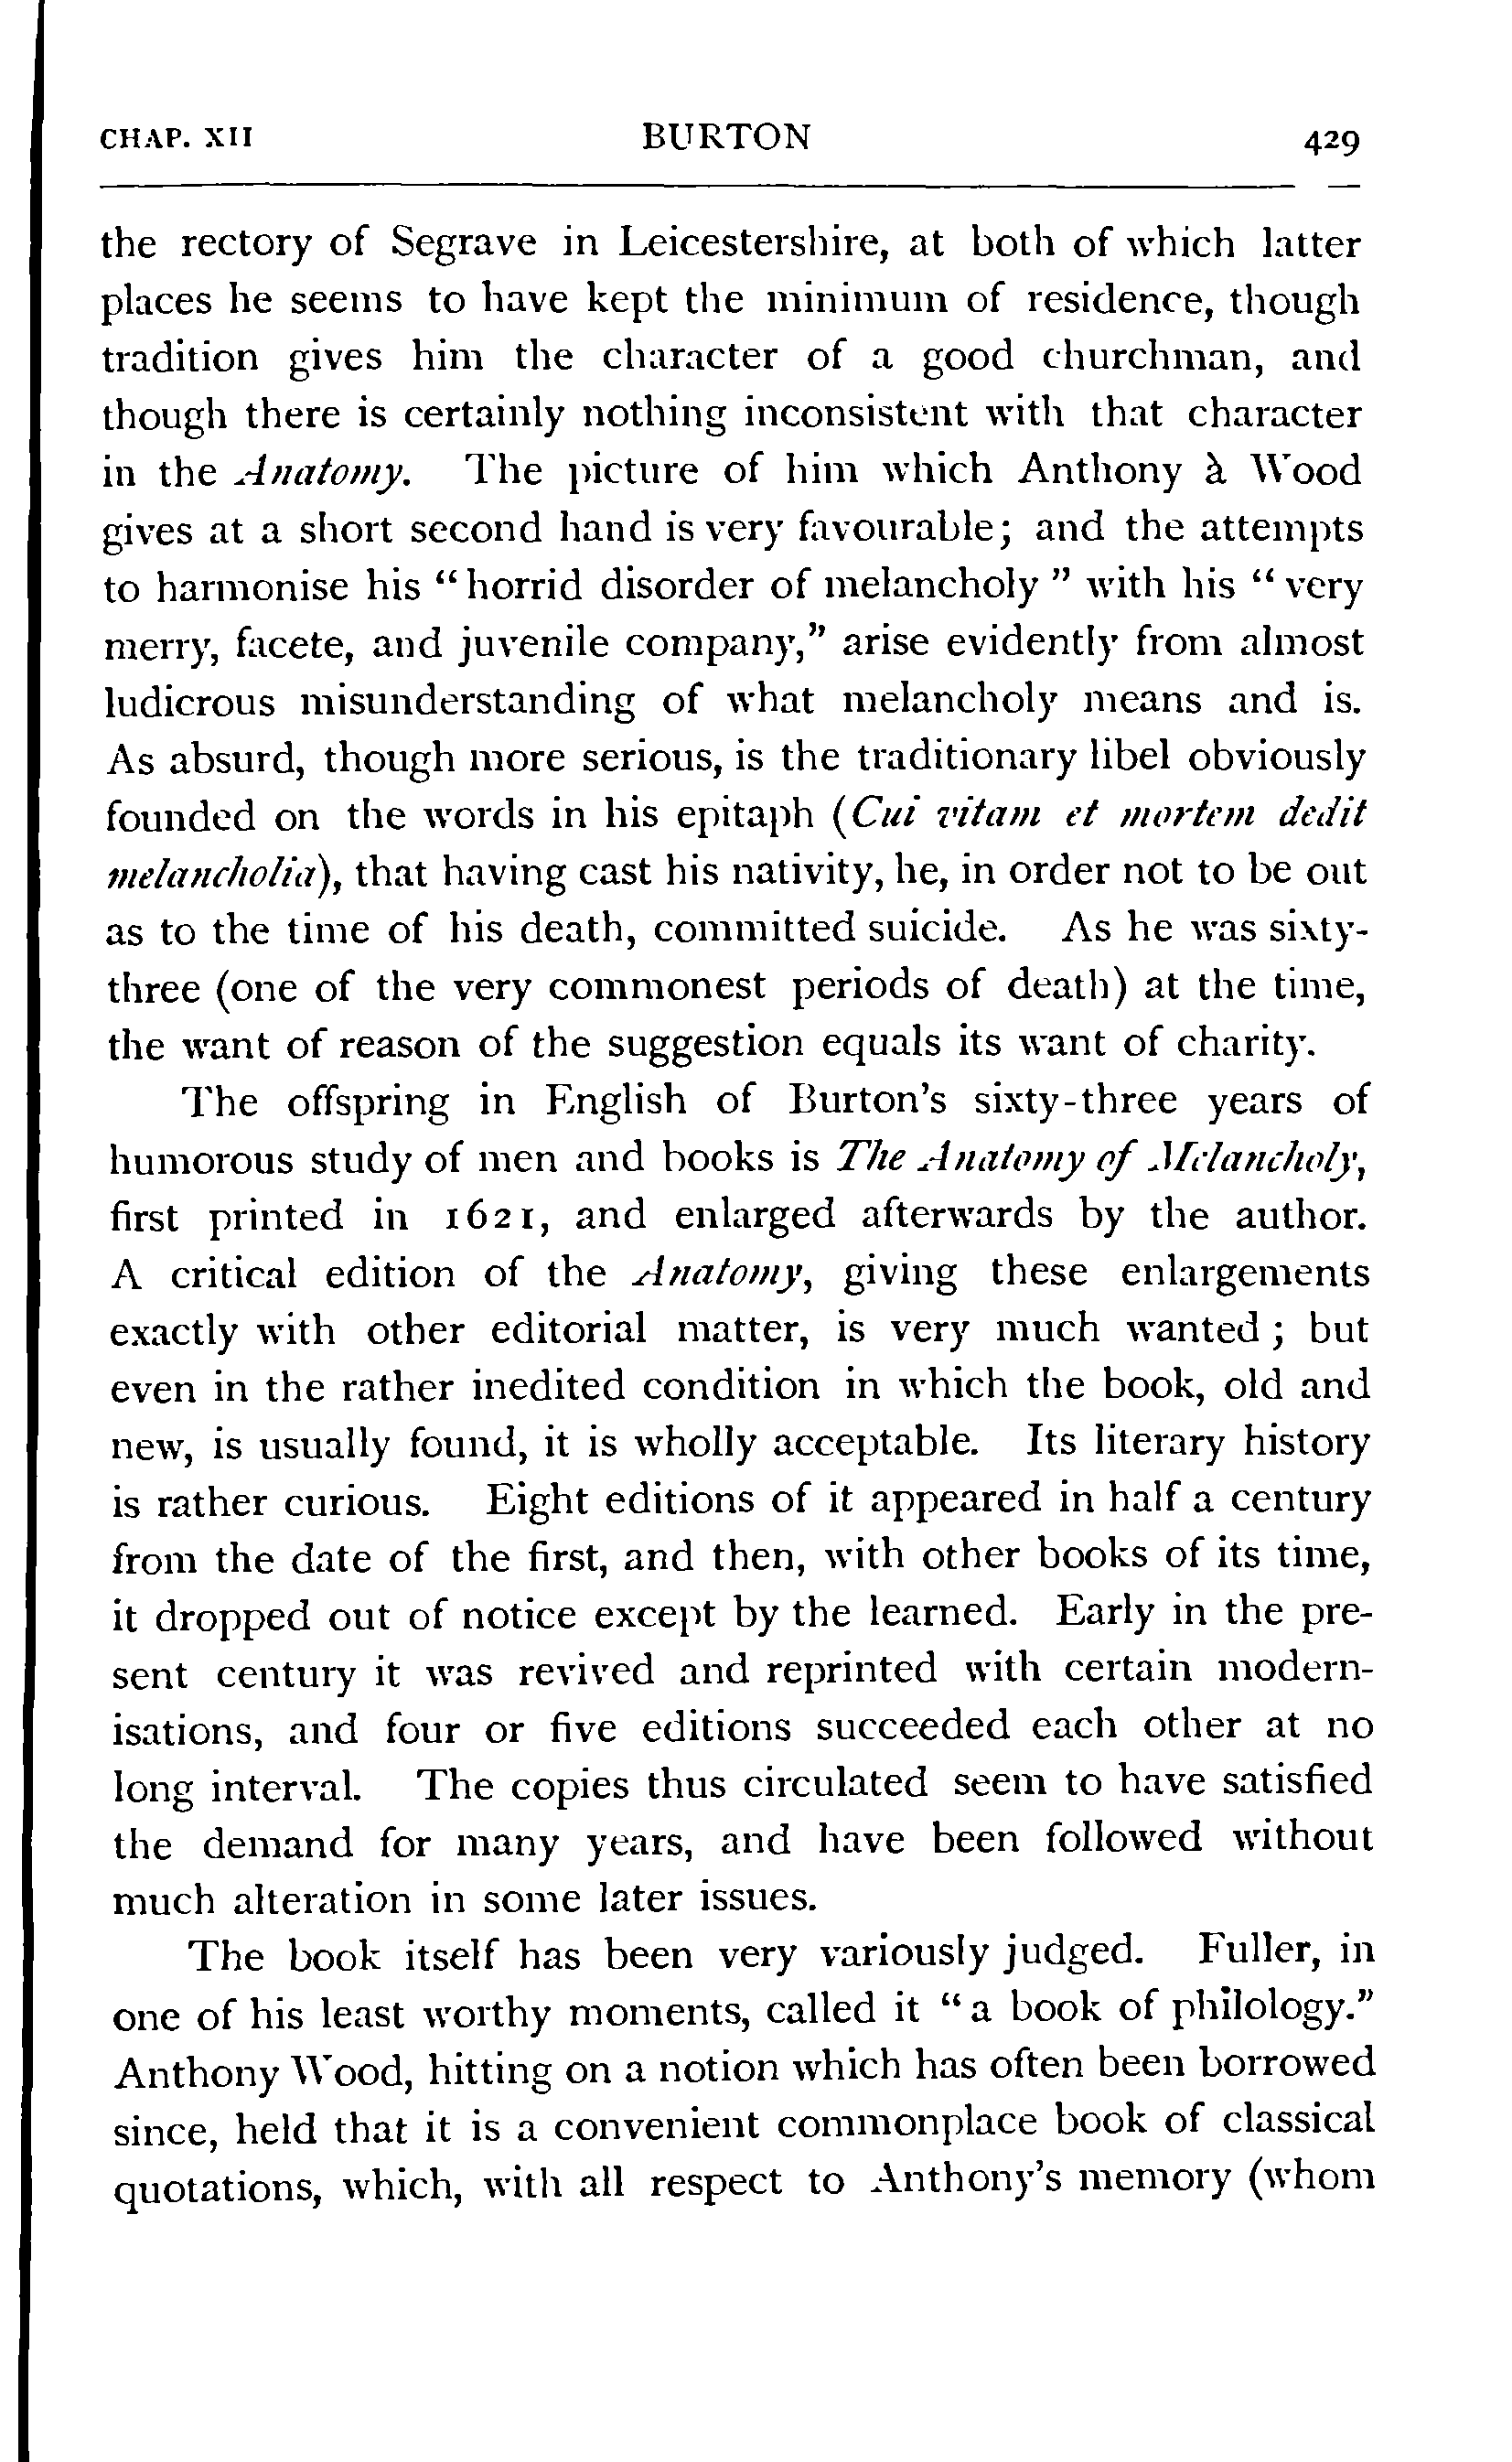 CHAP. XII BURTON 429
the rectory of Segrave in Leicestershire, at both of which latter
places he seems to have kept the minimum of residence, though
tradition gives him the character of a good churchman, and
though there is certainly nothing inconsistent with that character
in the Anatomy. The picture of him which Anthony à Wood
gives at a short second hand is very favourable; and the attempts
to harmonise his “horrid disorder of melancholy” with his “very
merry, facete, and juvenile company,” arise evidently from almost
ludicrous misunderstanding of what melancholy means and is.
As absurd, though more serious, is the traditionary libel obviously
founded on the words in his epitaph (Cui vitam et mortem dedit
melancholia), that having cast his nativity, he, in order not to be out
as to the time of his death, committed suicide. As he was sixty-
three (one of the very commonest periods of death) at the time,
the want of reason of the suggestion equals its want of charity.
The offspring in English of Burton’s sixty-three years of
humorous study of men and books is The Anatomy of Melancholy,
first printed in 1621, and enlarged afterwards by the author.
A critical edition of the Anatomy, giving these enlargements
exactly with other editorial matter, is very much wanted; but
even in the rather inedited condition in which the book, old and
new, is usually found, it is wholly acceptable. Its literary history
is rather curious. Eight editions of it appeared in half a century
from the date of the first, and then, with other books of its time,
it dropped out of notice except by the learned. Early in the pre-
sent century it was revived and reprinted with certain modern-
isations, and four or five editions succeeded each other at no
long interval. The copies thus circulated seem to have satisfied
the demand for many years, and have been followed without
much alteration in some later issues.
The book itself has been very variously judged. Fuller, in
one of his least worthy moments, called it “a book of philology.”
Anthony Wood, hitting on a notion which has often been borrowed
since, held that it is a convenient commonplace book of classical
quotations, which, with all respect to Anthony’s memory (whom